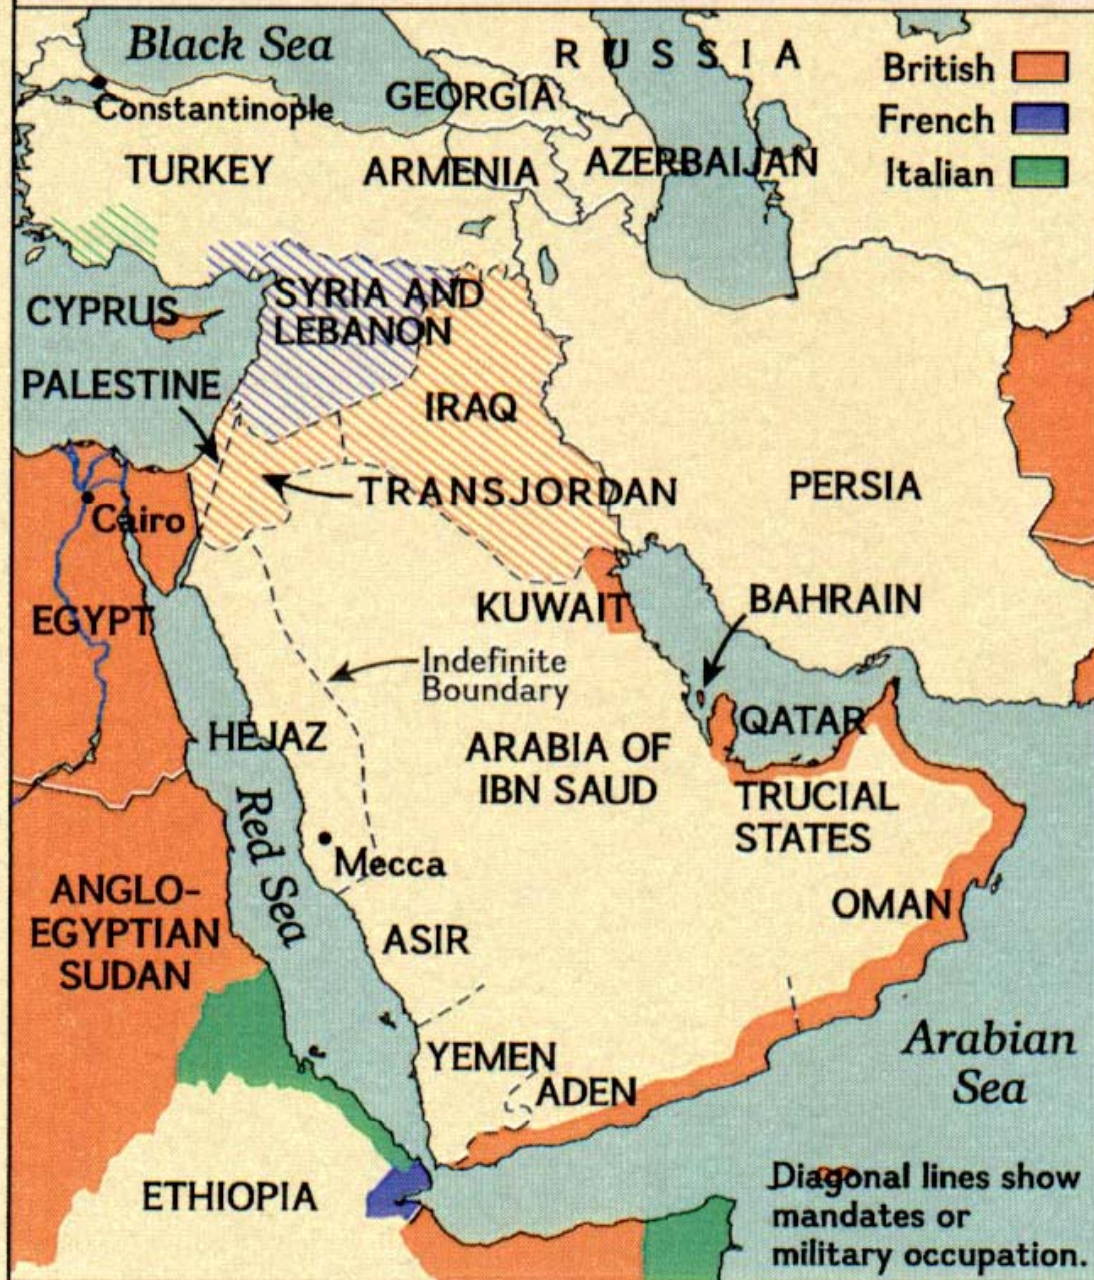 Black Sea
RUSSIA
British
French
Italian
Constantinople
GEORGIA
TURKEY
ARMENIA
AZERBAIJAN
CYPRUS
SYRIA AND
LEBANON
PALESTINE
IRAQ
TRANSJORDAN
PERSIA
Cairo
EGYPT
KUWAIT
BAHRAIN
Indefinite
Boundary
HEJAZ
QATAR
ARABIA OF
IBN SAUD
TRUCIAL
STATES
Red Sea
Mecca
ANGLO-
EGYPTIAN
SUDAN
ASIR
OMAN
YEMEN
ADEN
Arabian
Sea
ETHIOPIA
Diagonal lines show
mandates or
military occupation.